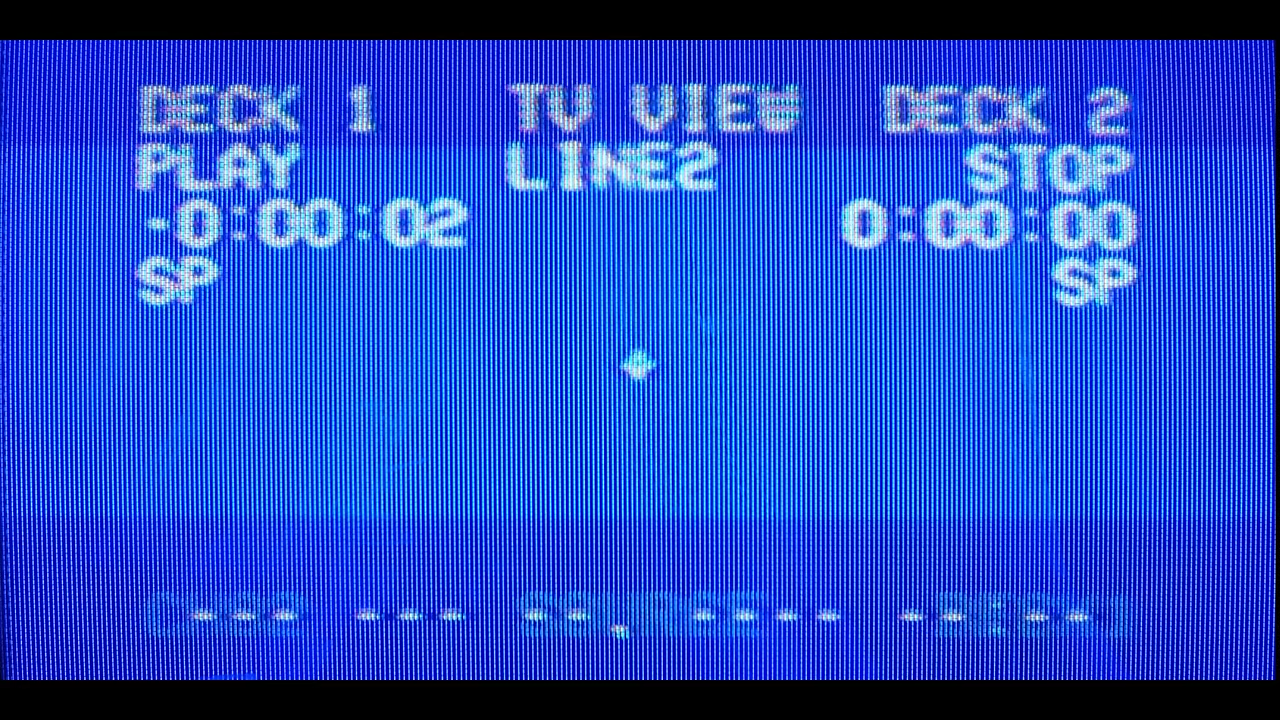 DECK 1 TV VIEW DECK 2
PLAY LINE2 STOP
-0:00:02 0:00:00
SP SP
--- --- --.---- -- --